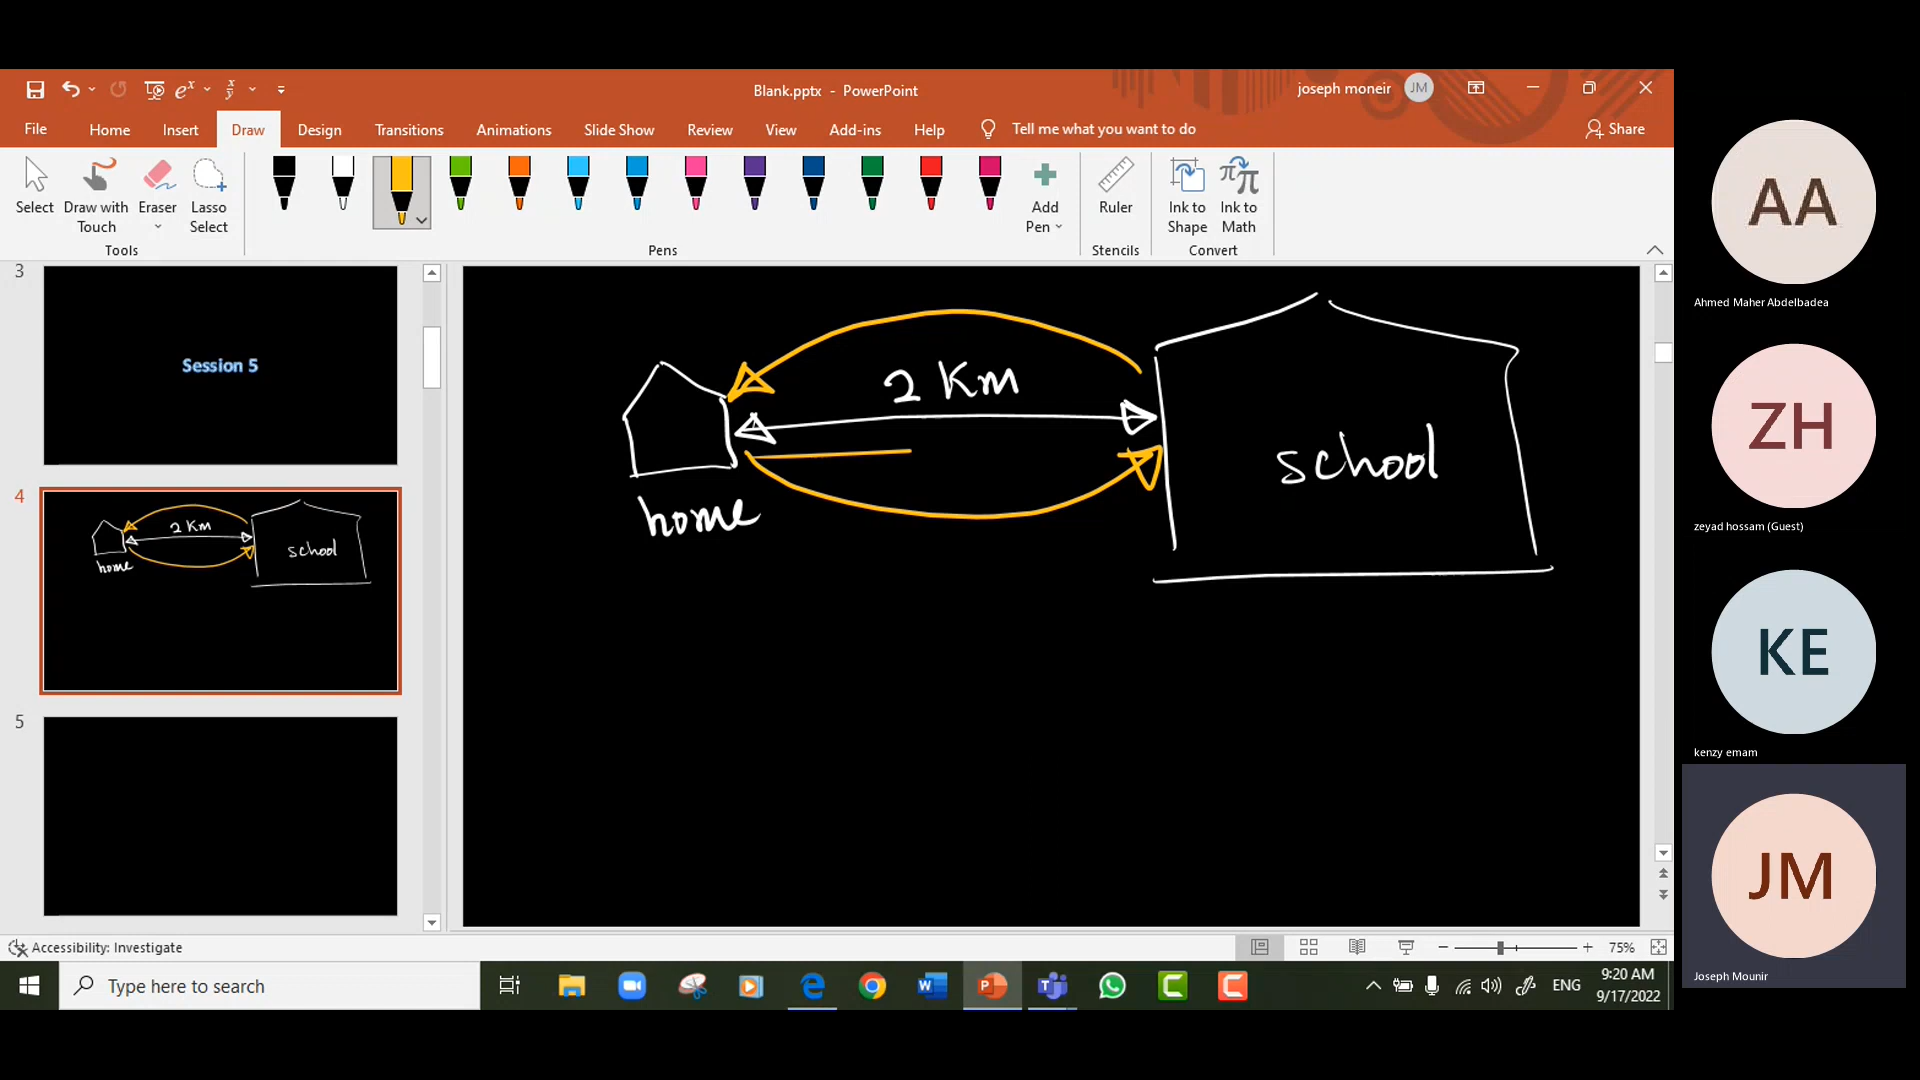 Blank.pptx - PowerPoint
joseph moneir
JM
File
Home
Insert
Draw
Design
Transitions
Animations
Slide Show
Review
View
Add-ins
Help
Tell me what you want to do
Share
Select
Draw with
Touch
Eraser
Lasso
Select
Tools
Pens
Add
Pen
Ruler
Stencils
Ink to
Shape
Ink to
Math
Convert
3
Session 5
4
2 Km
home
school
5
2 Km
home
school
Accessibility: Investigate
75%
Type here to search
ENG
9:20 AM
9/17/2022
AA
Ahmed Maher Abdelbadea
ZH
zeyad hossam (Guest)
KE
kenzy emam
JM
Joseph Mounir